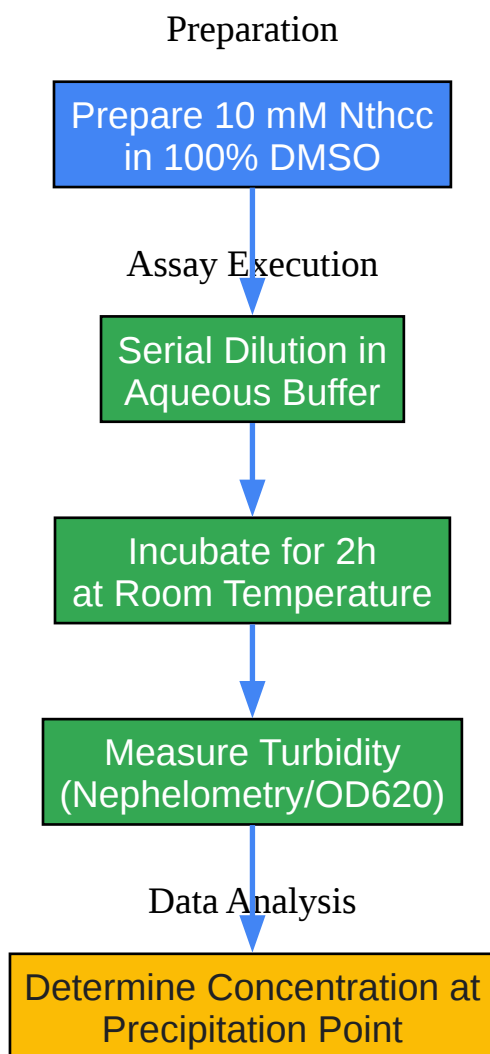 Preparation
Prepare 10 mM Nthcc
in 100% DMSO
Assay Execution
Serial Dilution in
Aqueous Buffer
Incubate for 2h
at Room Temperature
Measure Turbidity
(Nephelometry/OD620)
Data Analysis
Determine Concentration at
Precipitation Point